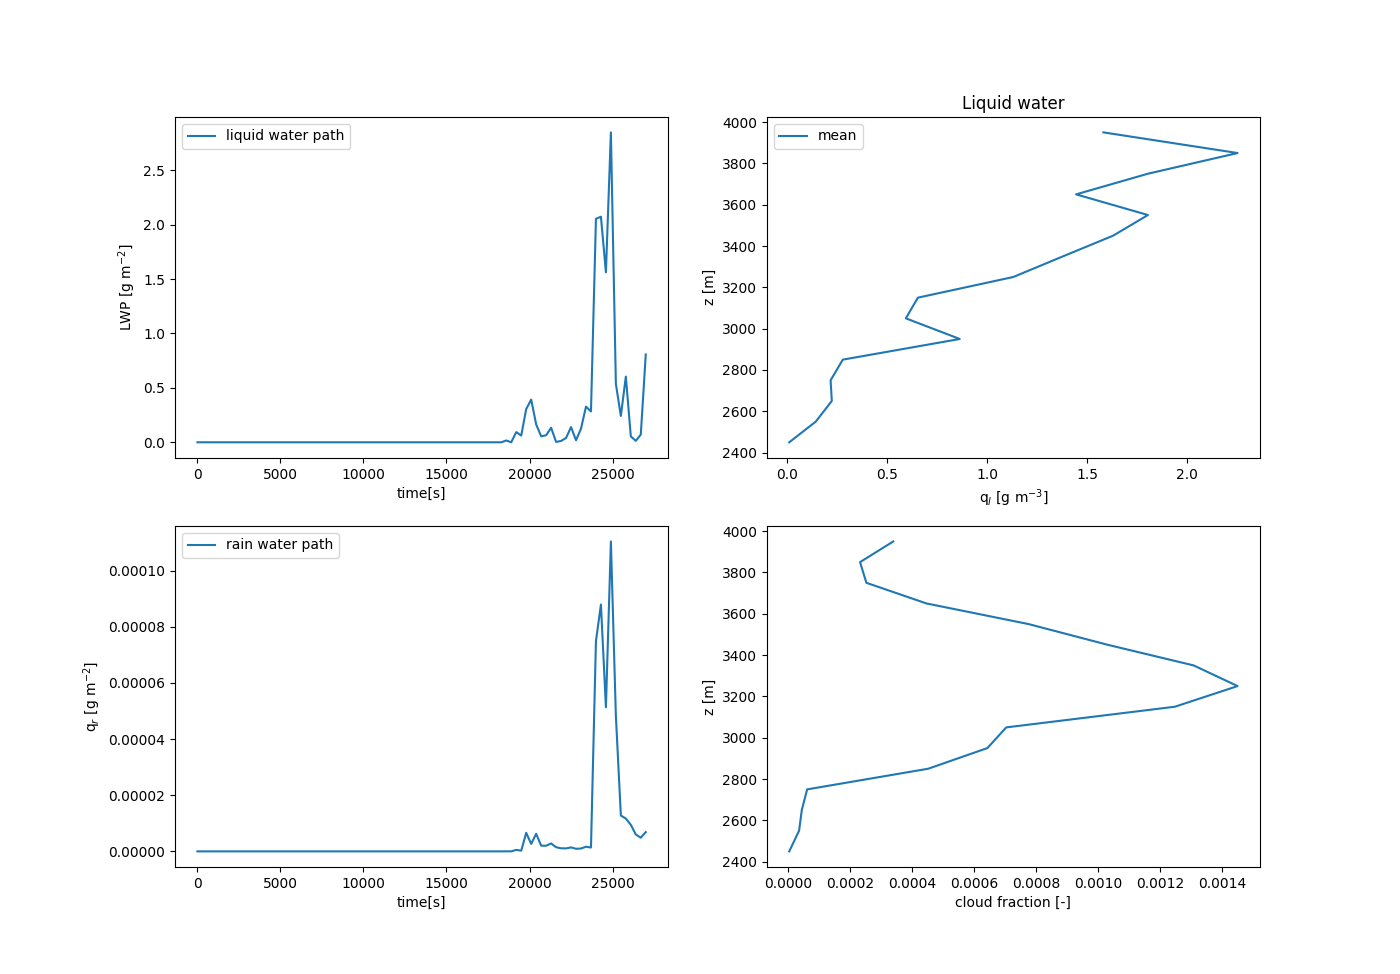 liquid water path
2.5
2.0
1.5
1.0
0.5
0.0
LWP [g m⁻²]
0 5000 10000 15000 20000 25000
time[s]
Liquid water
mean
4000
3800
3600
3400
3200
3000
2800
2600
2400
z [m]
0.0 0.5 1.0 1.5 2.0
qₗ [g m⁻³]
rain water path
0.00010
0.00008
0.00006
0.00004
0.00002
0.00000
qᵣ [g m⁻²]
0 5000 10000 15000 20000 25000
time[s]
4000
3800
3600
3400
3200
3000
2800
2600
2400
z [m]
0.0000 0.0002 0.0004 0.0006 0.0008 0.0010 0.0012 0.0014
cloud fraction [-]